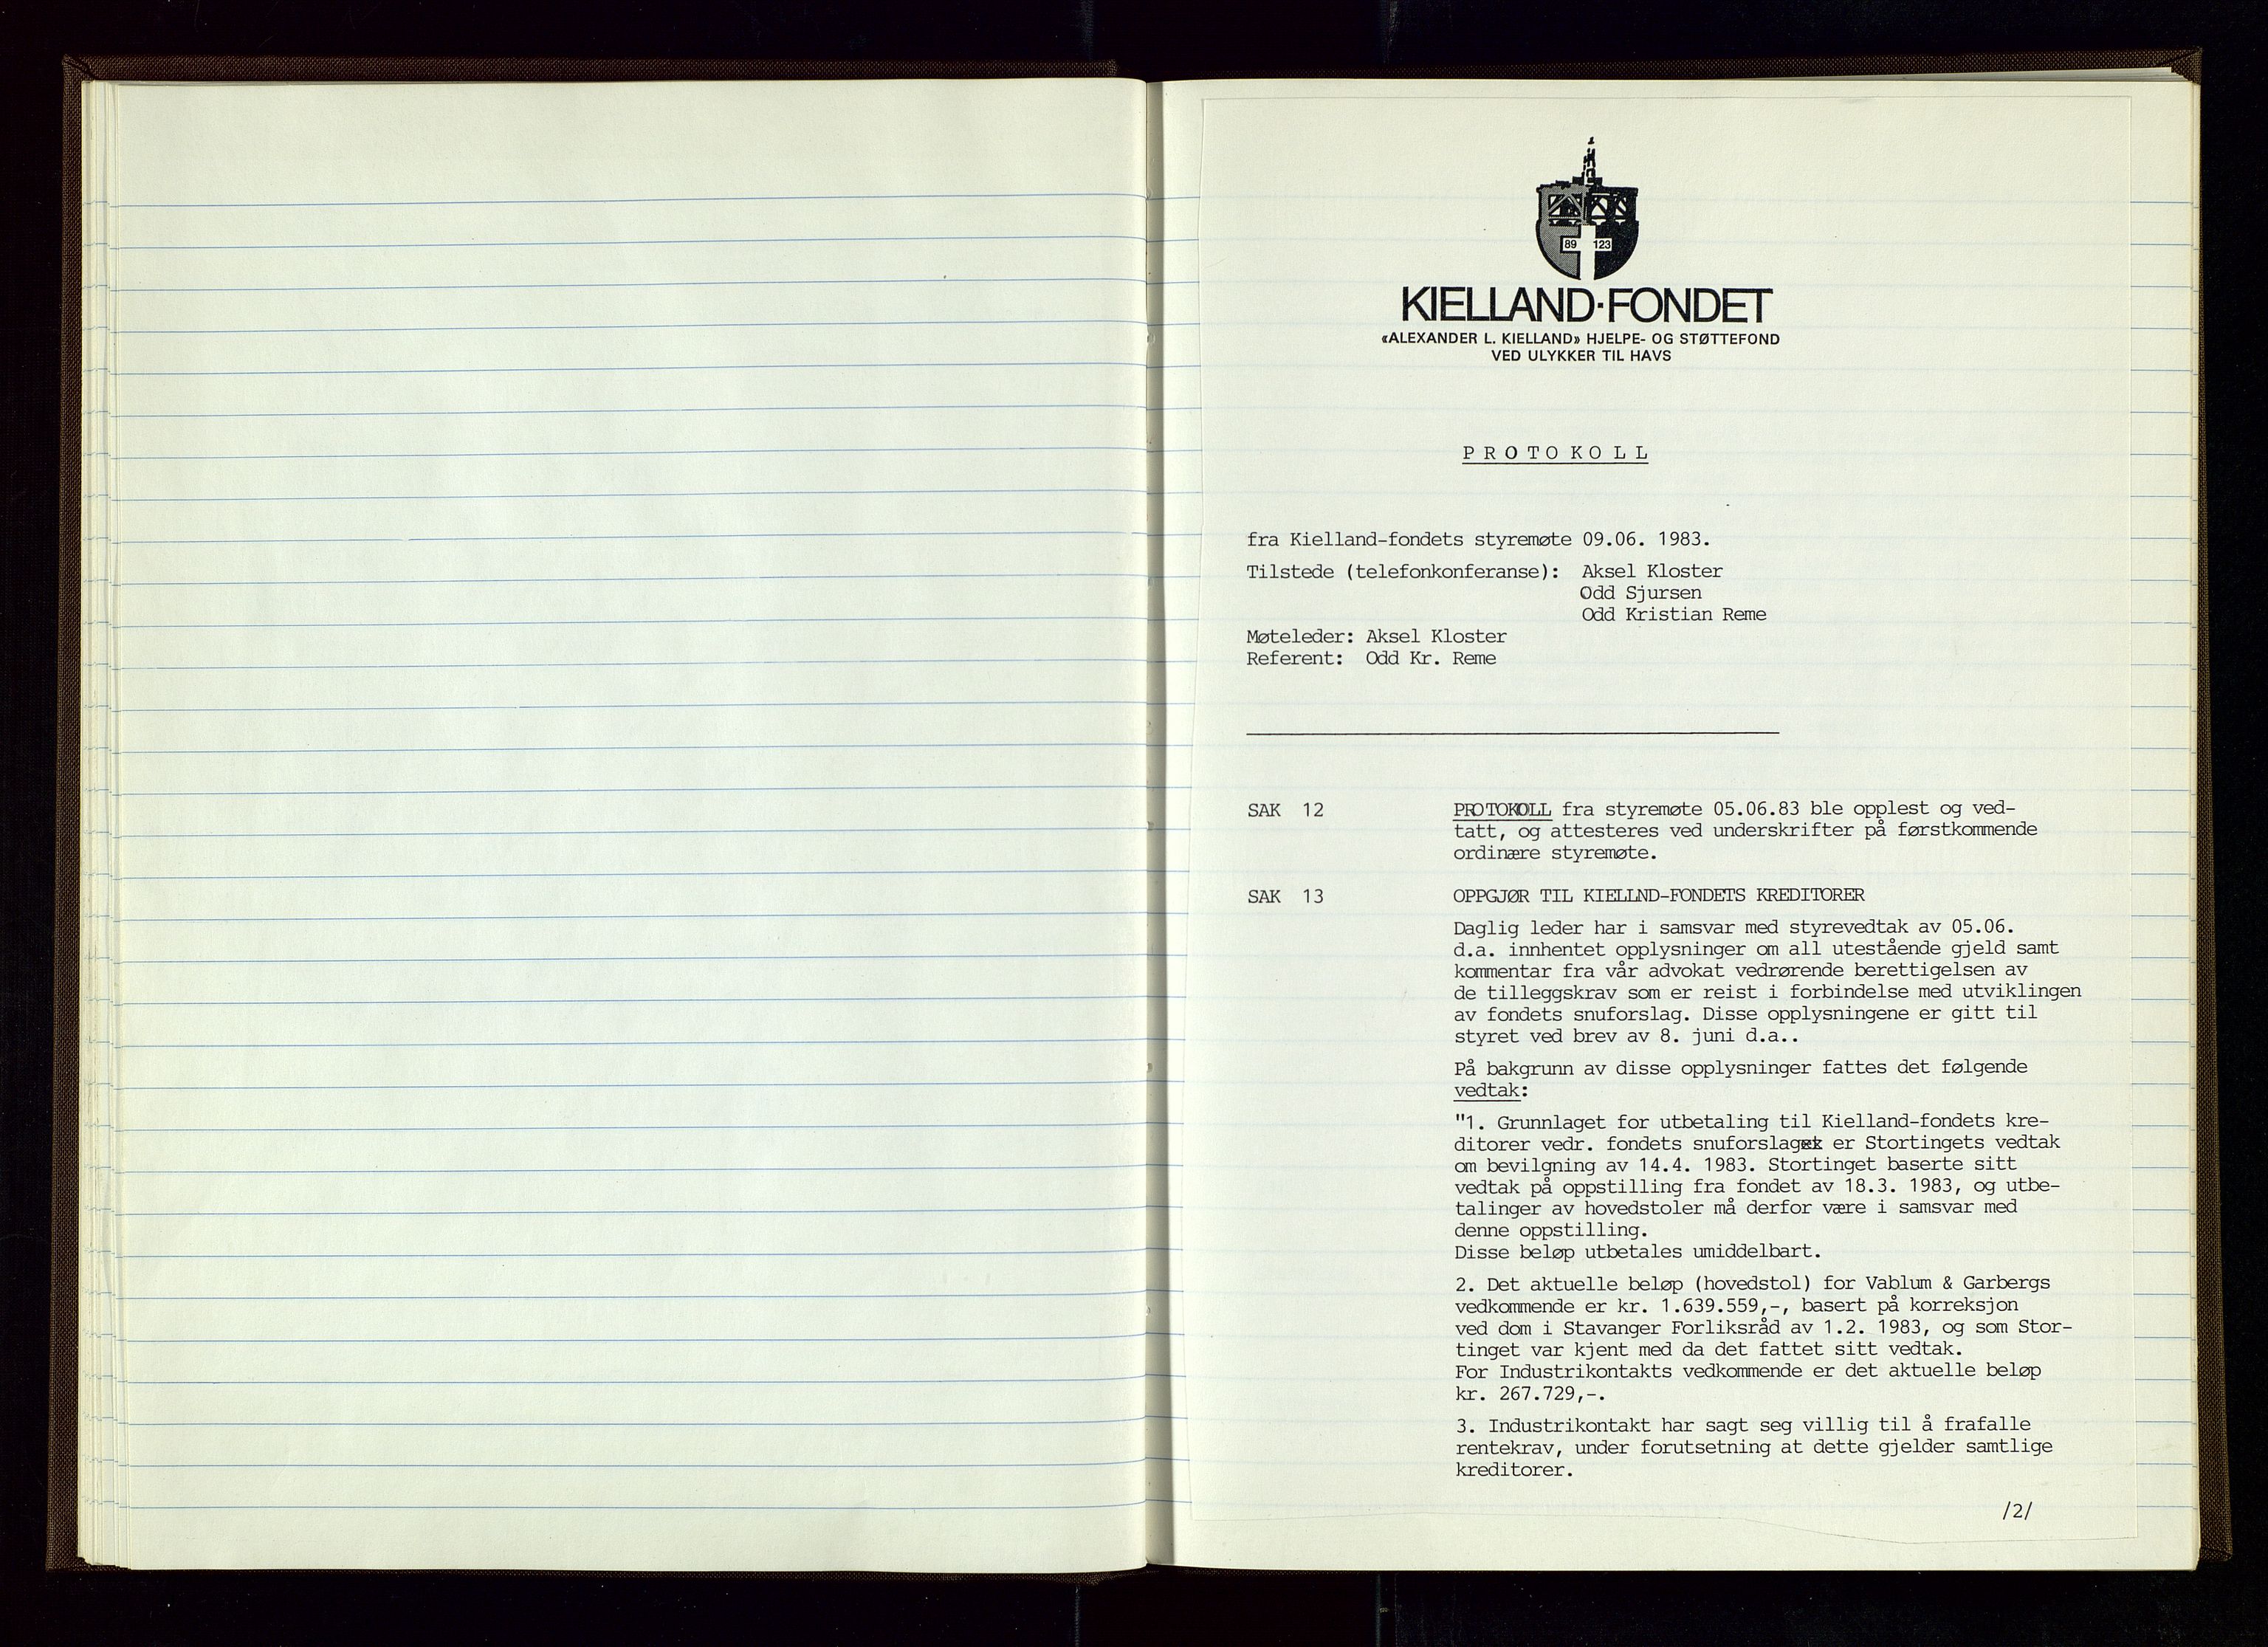 89 123
KIELLAND·FONDET
«ALEXANDER L. KIELLAND» HJELPE- OG STØTTEFOND
VED ULYKKER TIL HAVS
P R O T O K O L L
fra Kielland-fondets styremøte 09.06. 1983.
Tilstede (telefonkonferanse): Aksel Kloster
Odd Sjursen
Odd Kristian Reme
Møteleder: Aksel Kloster
Referent: Odd Kr. Reme
SAK 12 PROTOKOLL fra styremøte 05.06.83 ble opplest og ved-
tatt, og attesteres ved underskrifter på førstkommende
ordinære styremøte.
SAK 13 OPPGJØR TIL KIELLND-FONDETS KREDITORER
Daglig leder har i samsvar med styrevedtak av 05.06.
d.a. innhentet opplysninger om all utestående gjeld samt
kommentar fra vår advokat vedrørende berettigelsen av
de tilleggskrav som er reist i forbindelse med utviklingen
av fondets snuforslag. Disse opplysningene er gitt til
styret ved brev av 8. juni d.a..
På bakgrunn av disse opplysninger fattes det følgende
vedtak:
"1. Grunnlaget for utbetaling til Kielland-fondets kre-
ditorer vedr. fondets snuforslag er Stortingets vedtak
om bevilgning av 14.4. 1983. Stortinget baserte sitt
vedtak på oppstilling fra fondet av 18.3. 1983, og utbe-
talinger av hovedstoler må derfor være i samsvar med
denne oppstilling.
Disse beløp utbetales umiddelbart.
2. Det aktuelle beløp (hovedstol) for Vablum & Garbergs
vedkommende er kr. 1.639.559,-, basert på korreksjon
ved dom i Stavanger Forliksråd av 1.2. 1983, og som Stor-
tinget var kjent med da det fattet sitt vedtak.
For Industrikontakts vedkommende er det aktuelle beløp
kr. 267.729,-.
3. Industrikontakt har sagt seg villig til å frafalle
rentekrav, under forutsetning at dette gjelder samtlige
kreditorer.
/2/